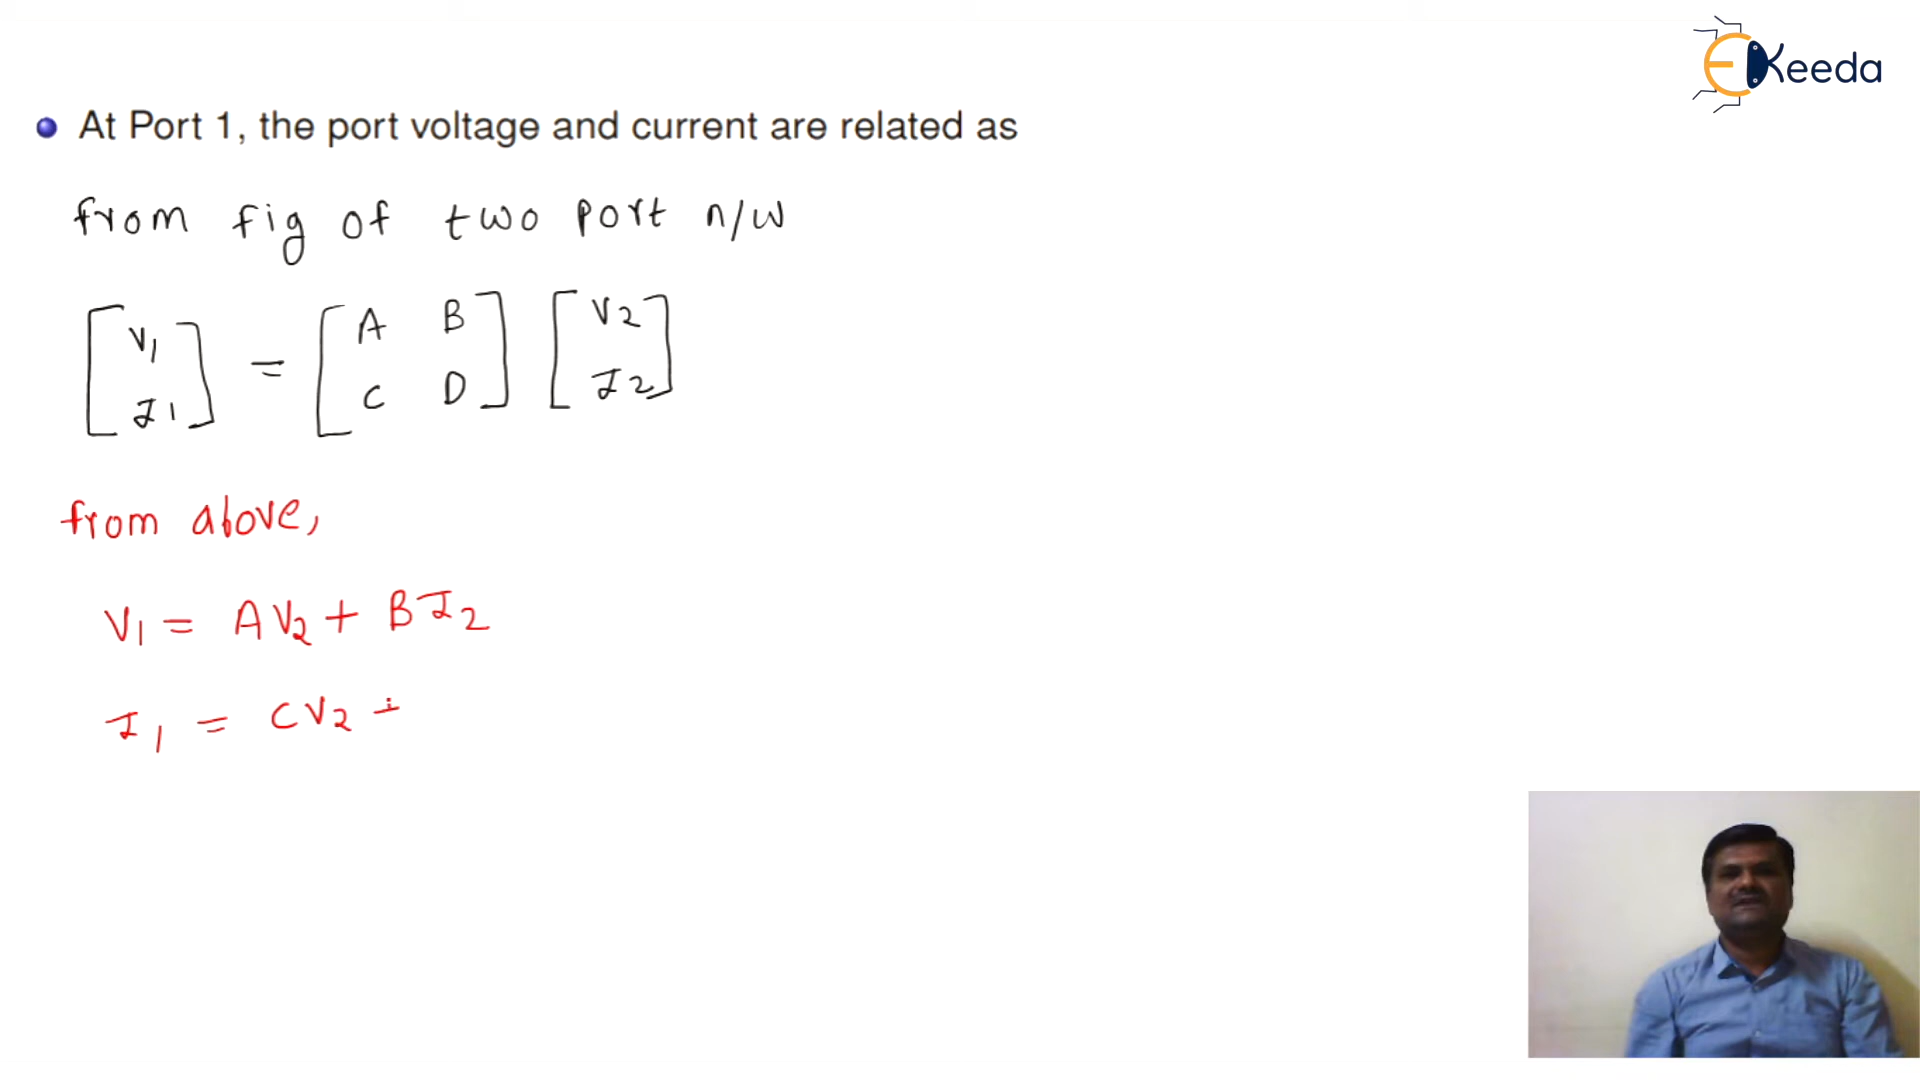 EKeeda
At Port 1, the port voltage and current are related as
from fig of two port n/w
[V1 I1] = [A B C D] [V2 I2]
from above,
V1 = AV2 + BI2
I1 = CV2 +